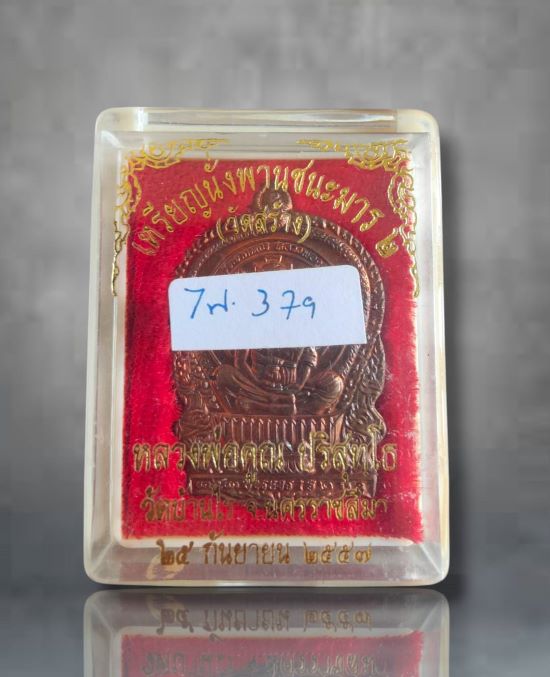 เหรียญนั่งพานชนะมาร ๒
(วัดสร้าง)
7พ. 379
หลวงพ่อคูณ ปริสุทฺโธ
วัดบ้านไร่ จ.นครราชสีมา
๒๕ กันยายน ๒๕๕๗